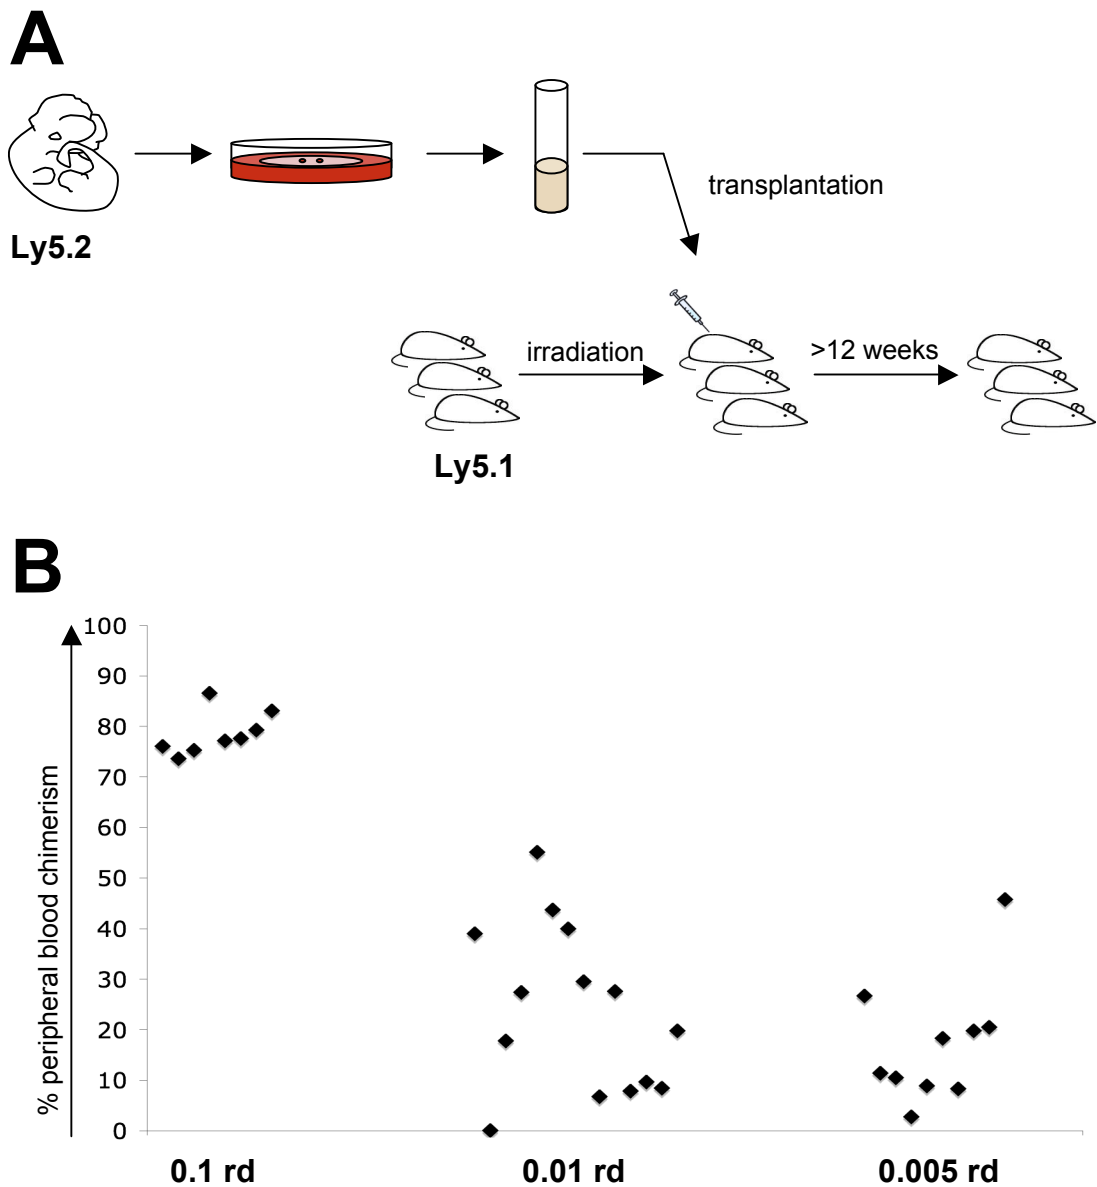 A
Ly5.2
transplantation
irradiation
>12 weeks
Ly5.1
B
% peripheral blood chimerism
100
90
80
70
60
50
40
30
20
10
0
0.1 rd
0.01 rd
0.005 rd